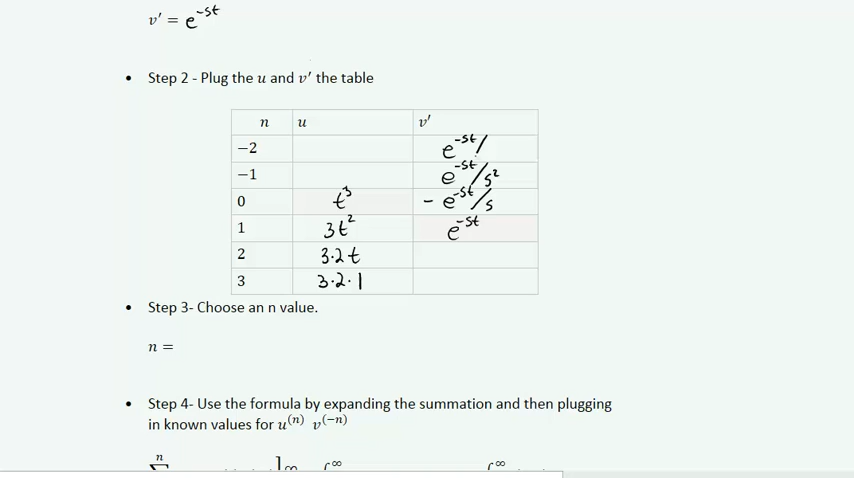 v′ = e^-st
• Step 2 - Plug the u and v′ the table
n u v′
−2 e^-st/
−1 e^-st/s²
0 t³ - e^-st/s
1 3t² e^-st
2 3·2t
3 3·2·1
• Step 3- Choose an n value.
n =
• Step 4- Use the formula by expanding the summation and then plugging
in known values for u^(n) v^(−n)